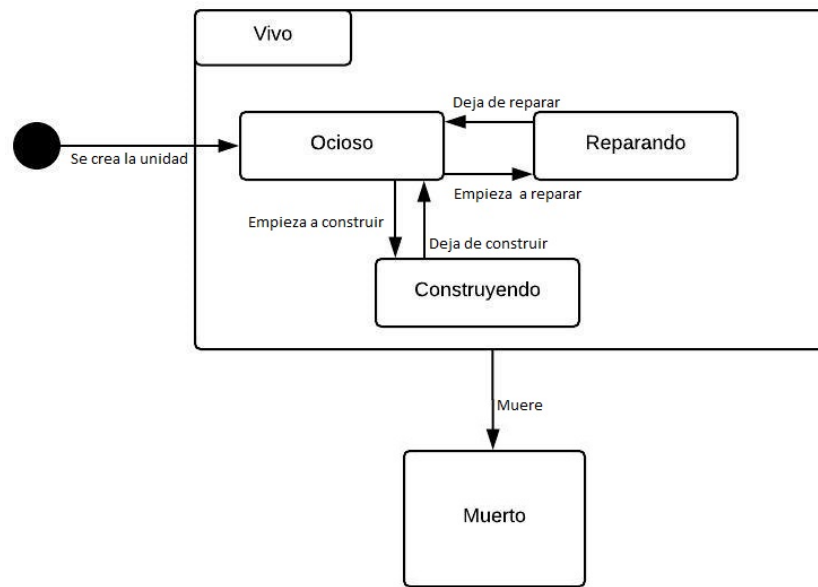 Vivo
Deja de reparar
Ocioso
Reparando
Se crea la unidad
Empieza a reparar
Empieza a construir
Deja de construir
Construyendo
Muere
Muerto